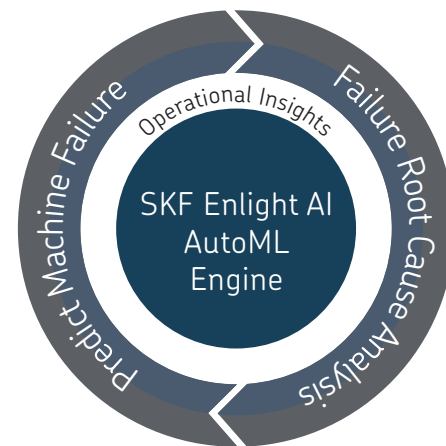 Predict Machine Failure
Failure Root Cause Analysis
Operational Insights
SKF Enlight AI
AutoML
Engine